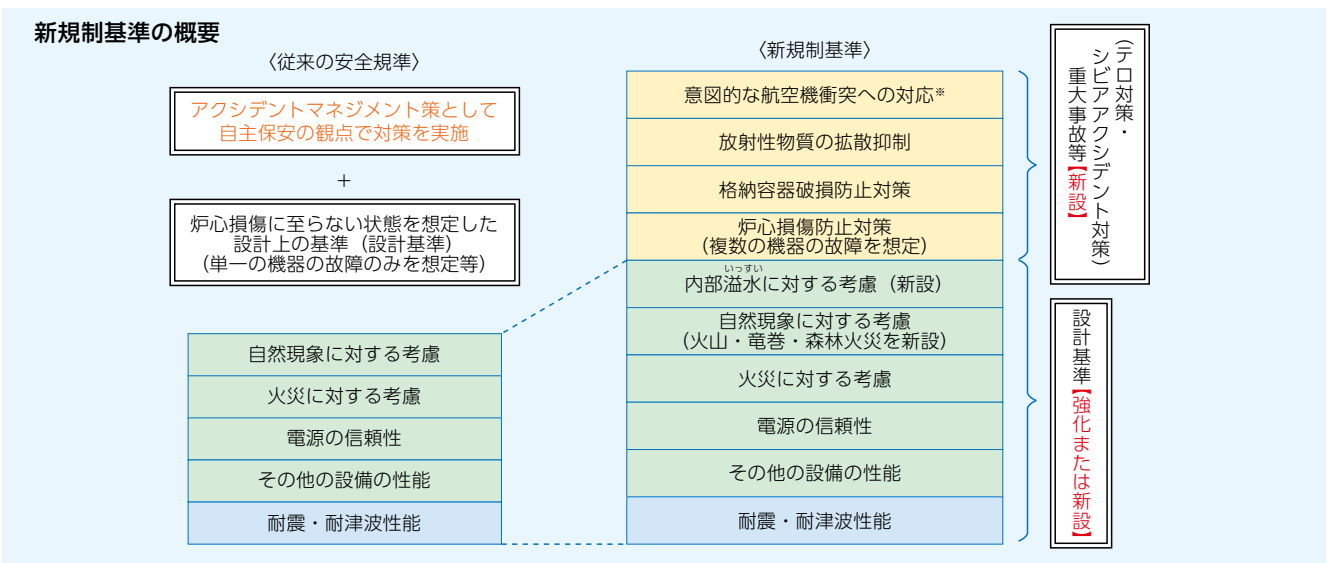 新規制基準の概要
〈従来の安全規準〉
アクシデントマネジメント策として
自主保安の観点で対策を実施
+
炉心損傷に至らない状態を想定した
設計上の基準（設計基準）
（単一の機器の故障のみを想定等）
自然現象に対する考慮
火災に対する考慮
電源の信頼性
その他の設備の性能
耐震・耐津波性能
〈新規制基準〉
意図的な航空機衝突への対応※
放射性物質の拡散抑制
格納容器破損防止対策
炉心損傷防止対策
（複数の機器の故障を想定）
いっすい
内部溢水に対する考慮（新設）
自然現象に対する考慮
（火山・竜巻・森林火災を新設）
火災に対する考慮
電源の信頼性
その他の設備の性能
耐震・耐津波性能
（テロ対策・
シビアアクシデント対策）
重大事故等【新設】
設計基準【強化または新設】